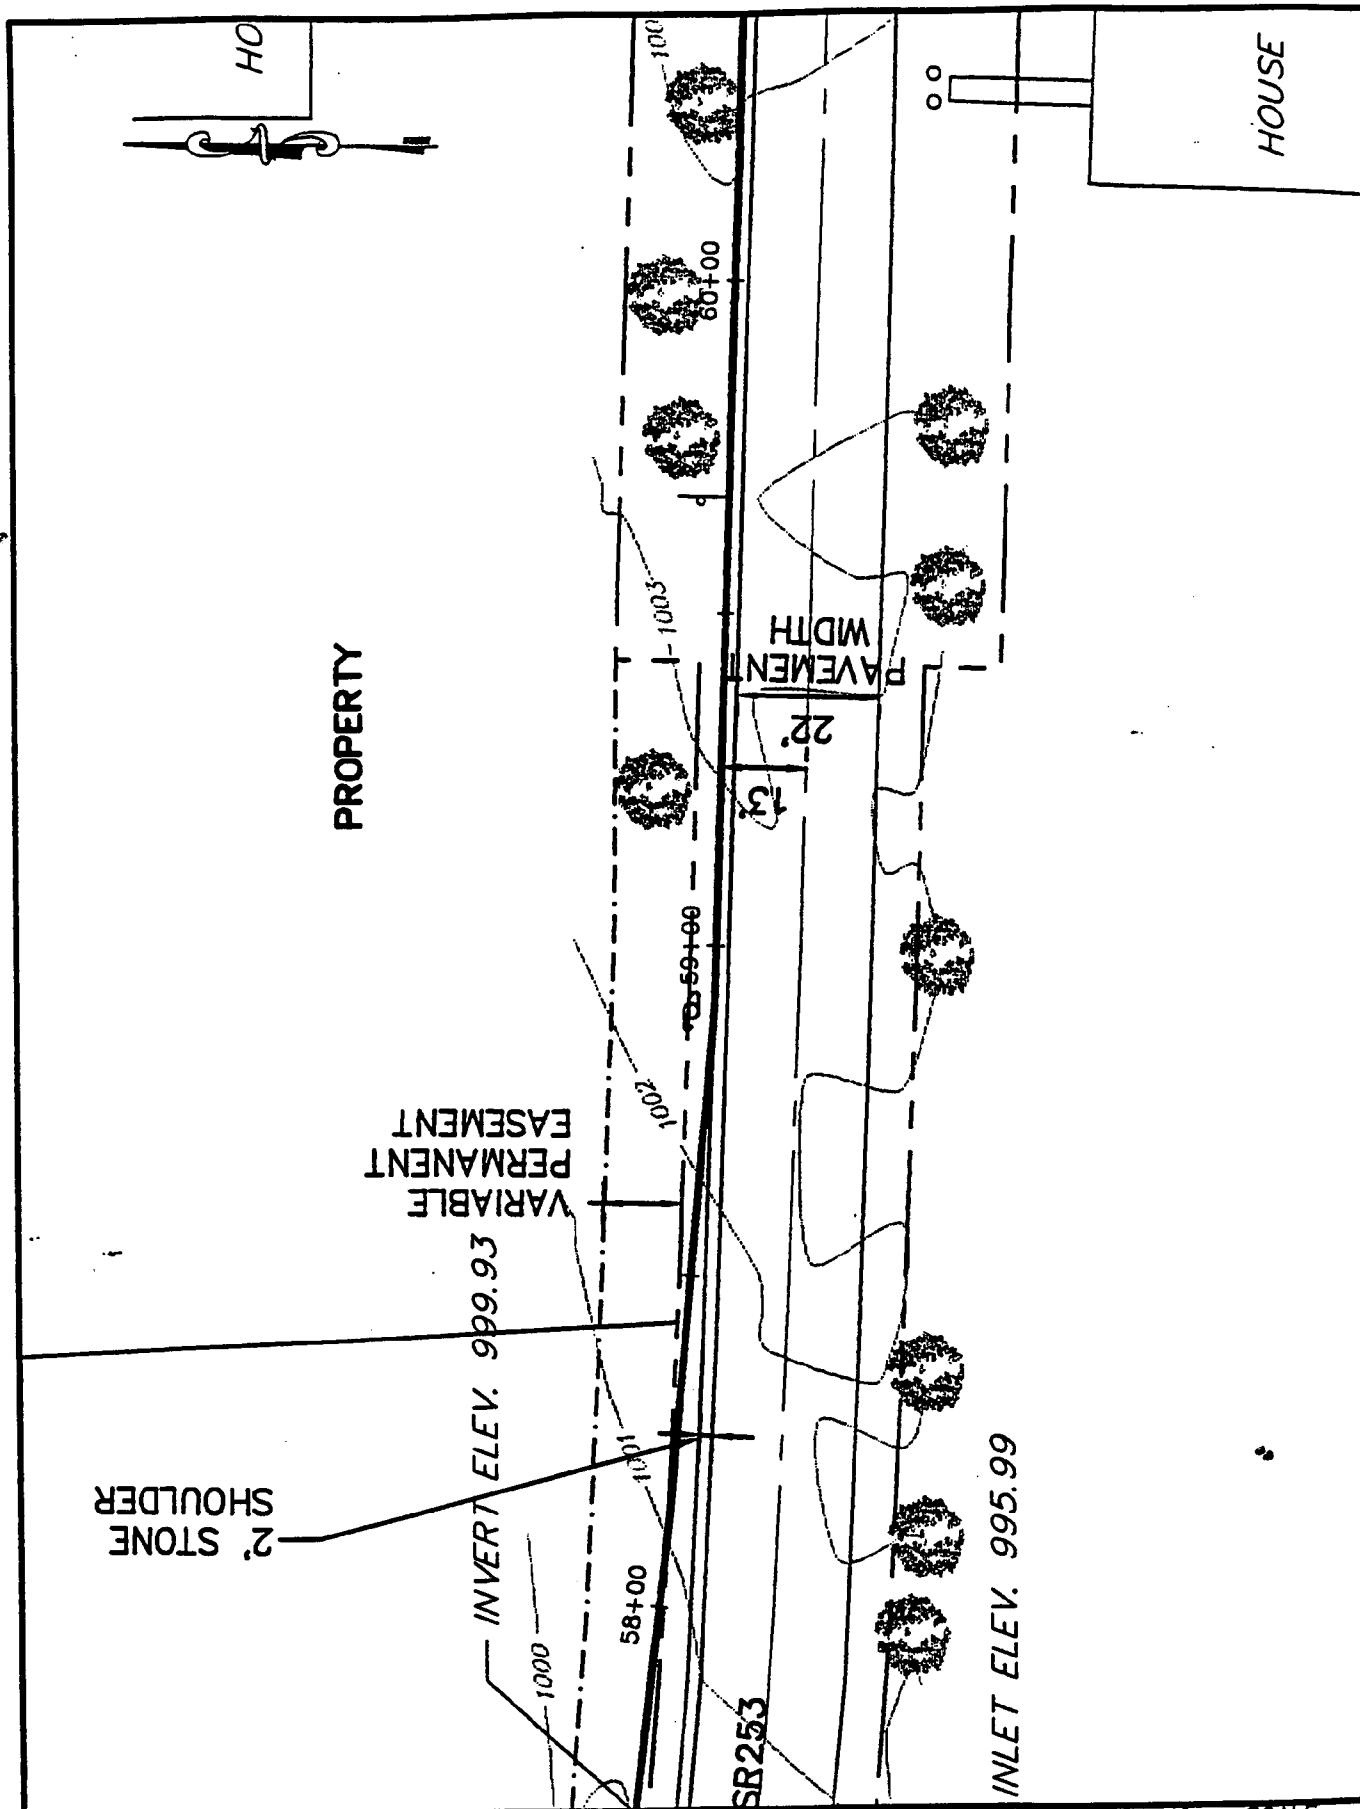 HO
100
HOUSE
60+00
1003
PROPERTY
PAVEMENT
WIDTH
22'
13'
59+00
1002
VARIABLE
PERMANENT
EASEMENT
INVERT ELEV. 999.93
1001
2' STONE
SHOULDER
58+00
1000
SR253
INLET ELEV. 995.99